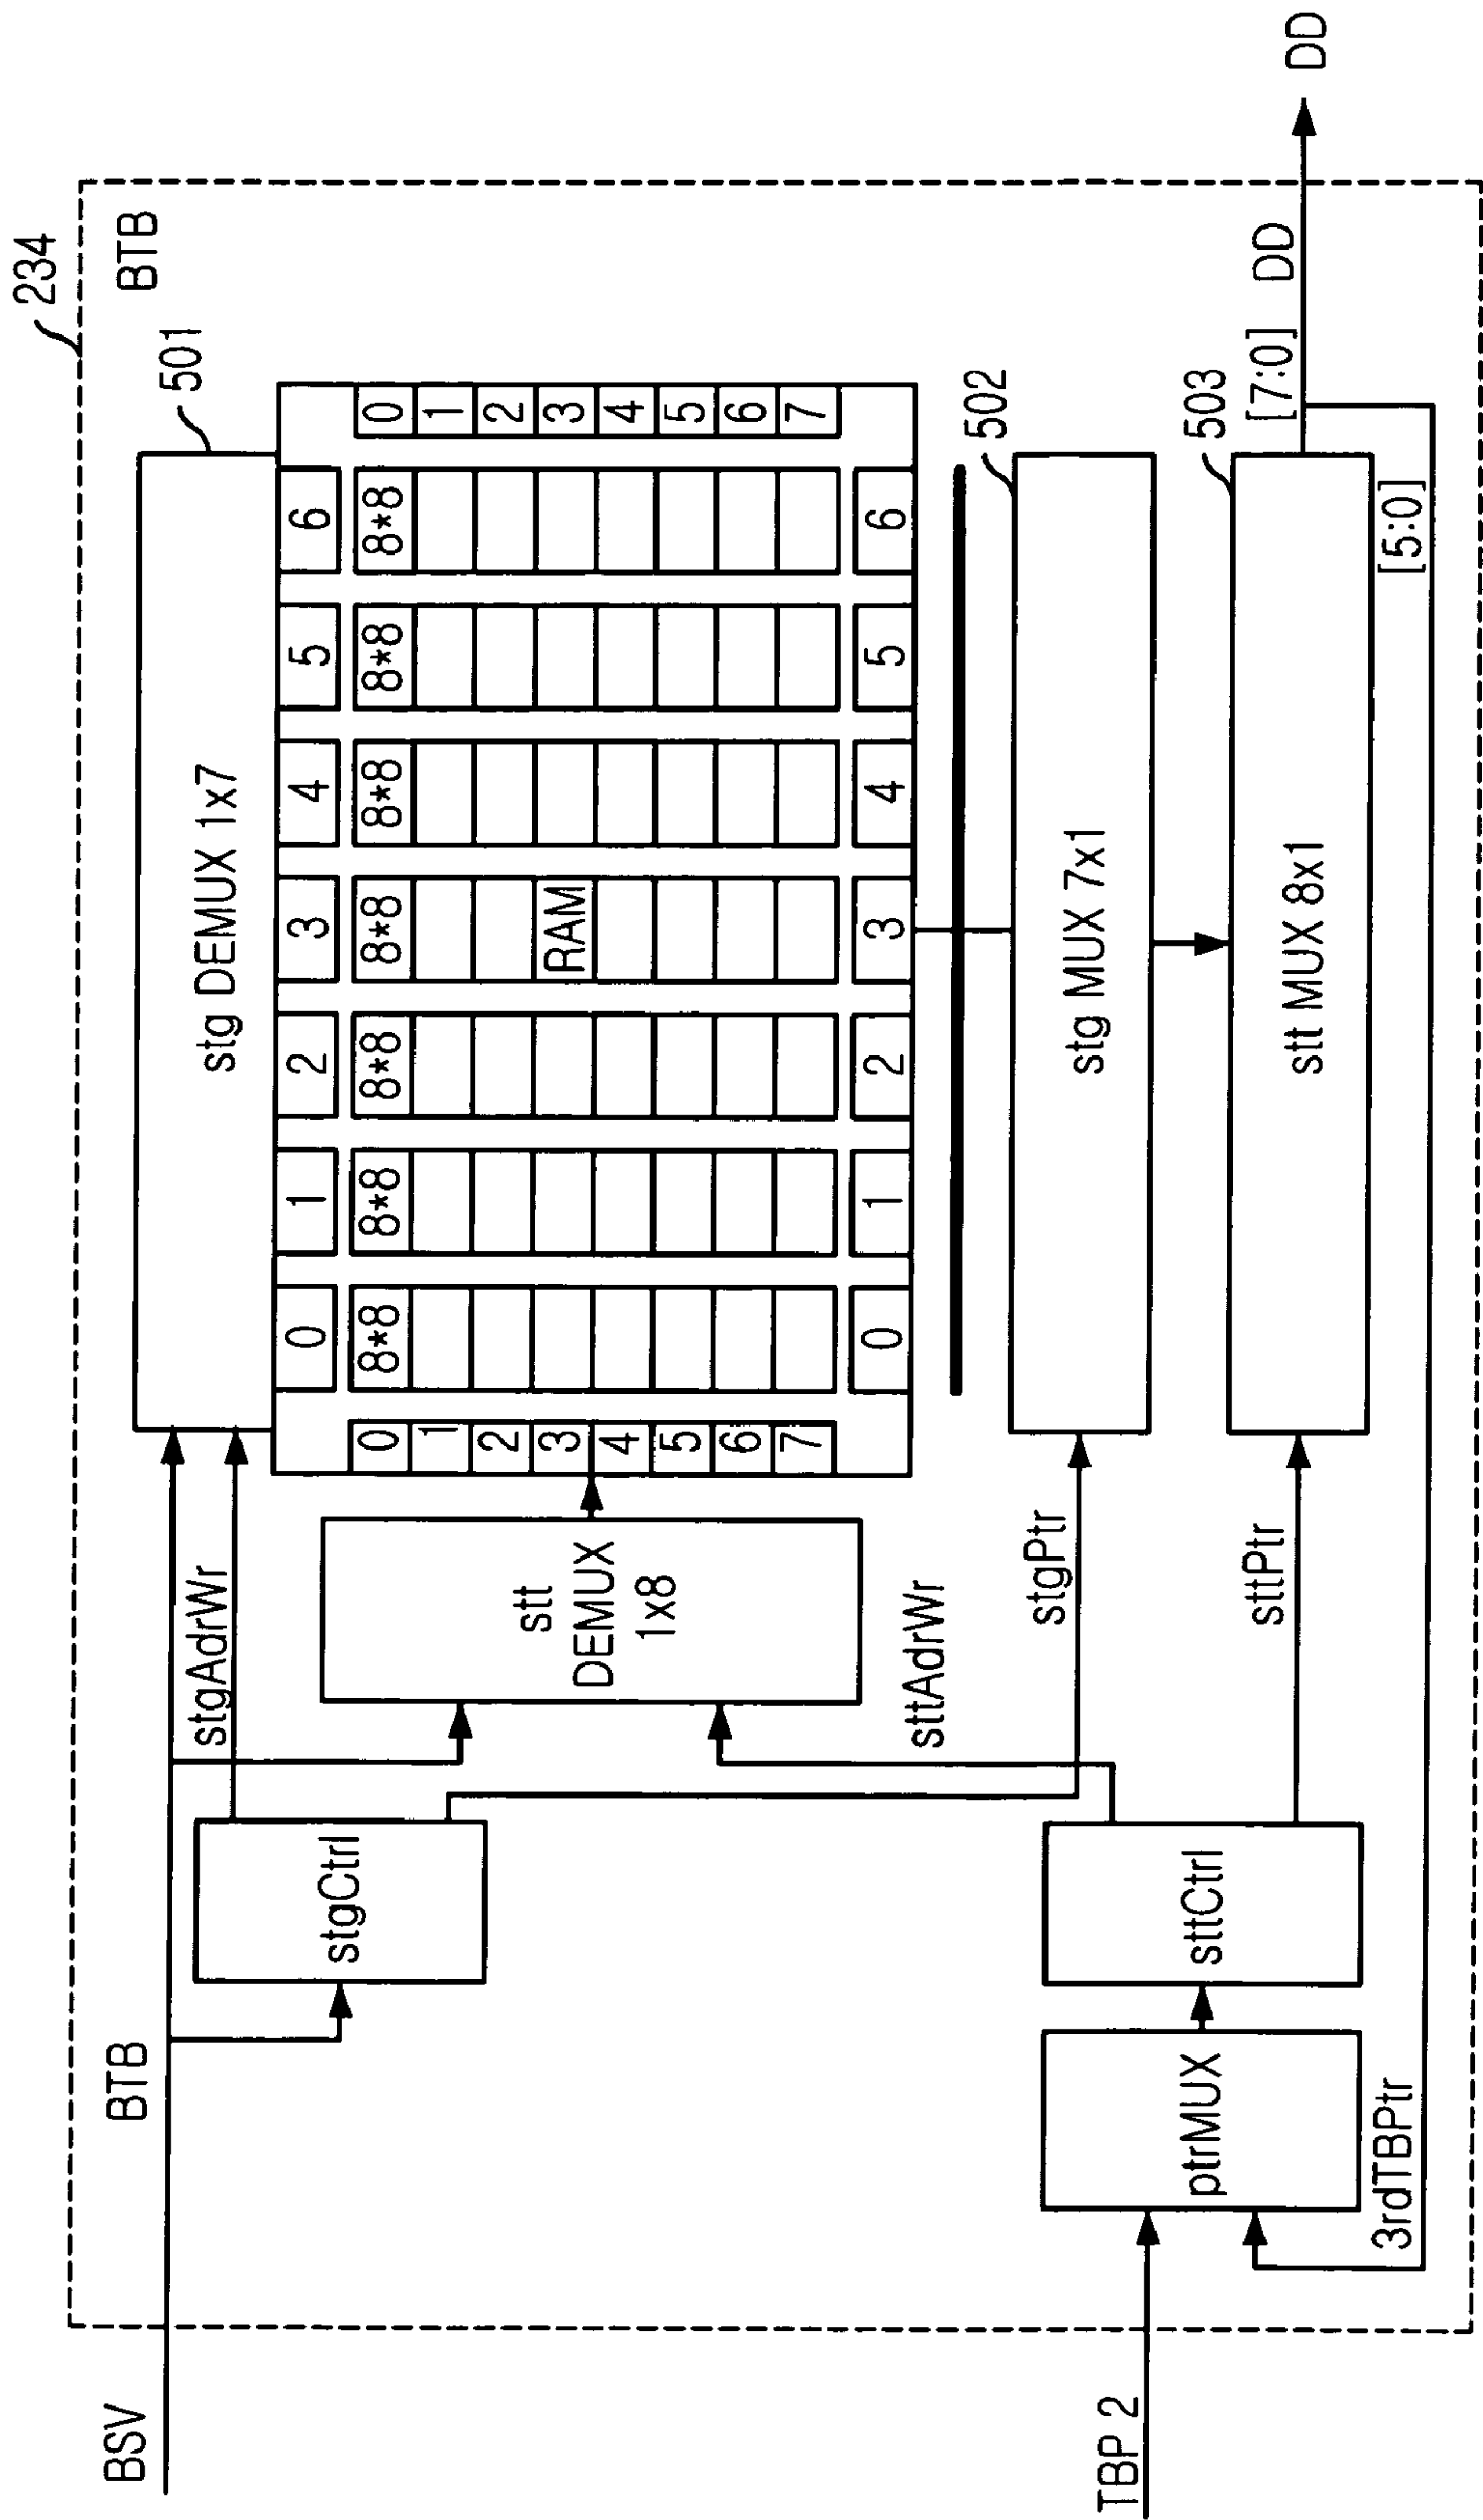 234
BTB
BSV
BTB
501
stg DEMUX 1x7
stgAdrWr
0 1 2 3 4 5 6
stgCtrl
stt
DEMUX
1x8
0 8*8 8*8 8*8 8*8 8*8 8*8 8*8 0
1 1
2 2
3 RAM 3
4 4
5 5
6 6
7 7
0 1 2 3 4 5 6
sttAdrWr
502
stg MUX 7x1
stgPtr
503
stt MUX 8x1
sttPtr
sttCtrl
ptrMUX
TBP 2
[7:0] DD
DD
[5:0]
3rdTBPtr